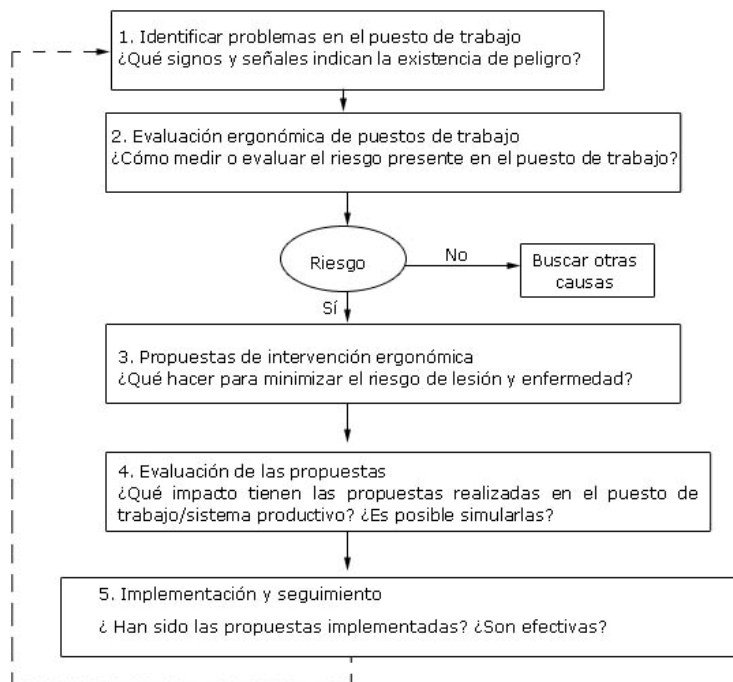 1. Identificar problemas en el puesto de trabajo
¿Qué signos y señales indican la existencia de peligro?
2. Evaluación ergonómica de puestos de trabajo
¿Cómo medir o evaluar el riesgo presente en el puesto de trabajo?
Riesgo
No
Buscar otras
causas
Sí
3. Propuestas de intervención ergonómica
¿Qué hacer para minimizar el riesgo de lesión y enfermedad?
4. Evaluación de las propuestas
¿Qué impacto tienen las propuestas realizadas en el puesto de
trabajo/sistema productivo? ¿Es posible simularlas?
5. Implementación y seguimiento
¿ Han sido las propuestas implementadas? ¿Son efectivas?